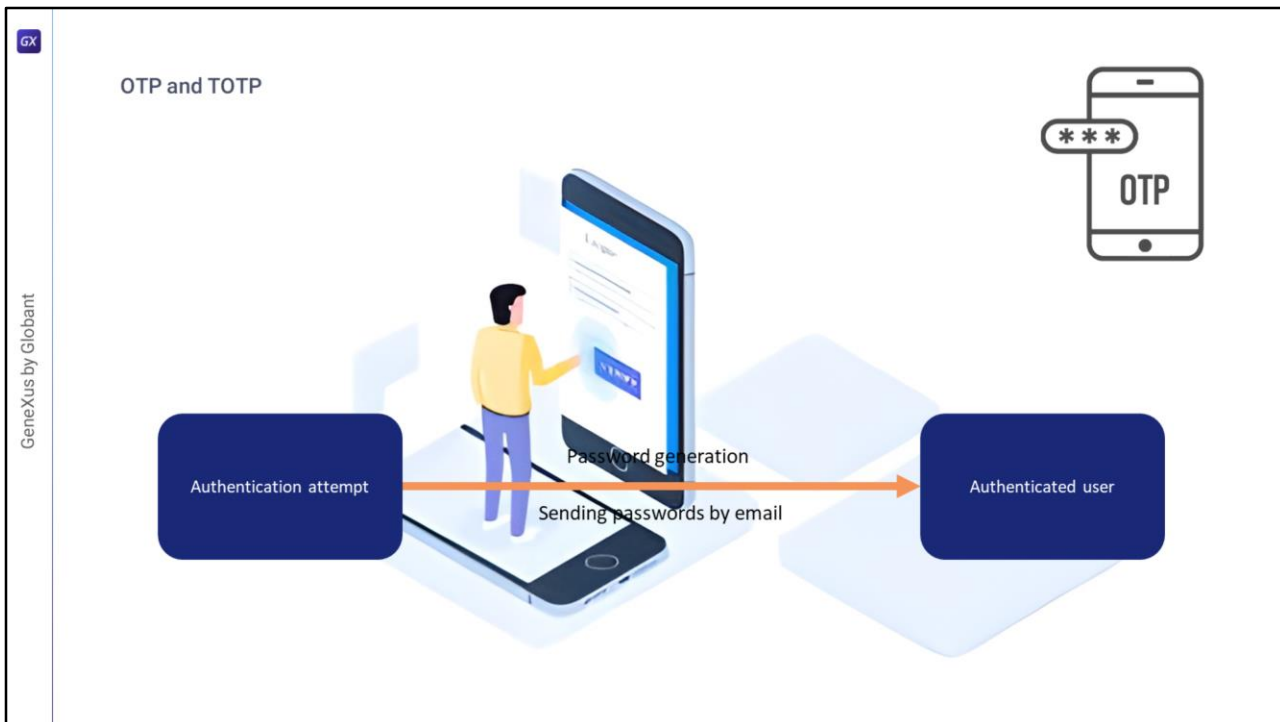 GX
OTP and TOTP
***
OTP
GeneXus by Globant
Password generation
Authentication attempt
Authenticated user
Sending passwords by email